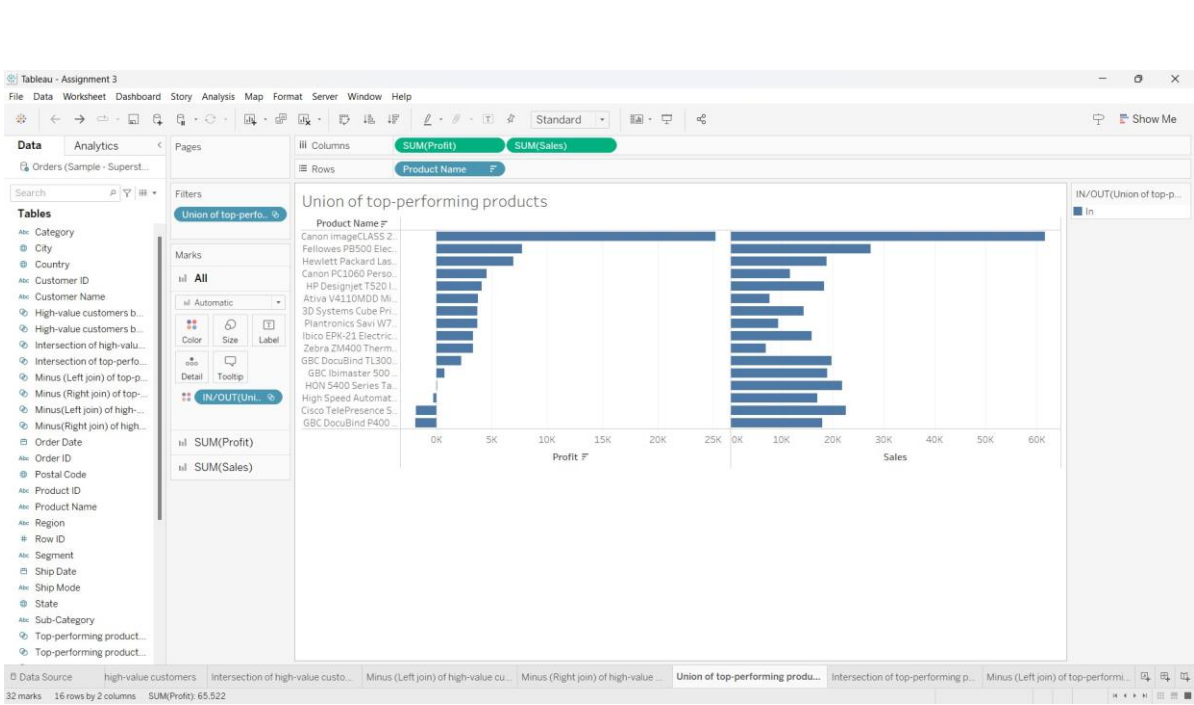 Tableau - Assignment 3
File Data Worksheet Dashboard Story Analysis Map Format Server Window Help
Standard
Show Me
Data Analytics
Orders (Sample - Superst...
Search
Tables
Abc Category
City
Country
Abc Customer ID
Abc Customer Name
High-value customers b...
High-value customers b...
Intersection of high-valu...
Intersection of top-perfo...
Minus (Left join) of top-p...
Minus (Right join) of top-...
Minus(Left join) of high-...
Minus(Right join) of high...
Order Date
Abc Order ID
Postal Code
Abc Product ID
Abc Product Name
Abc Region
# Row ID
Abc Segment
Ship Date
Abc Ship Mode
State
Abc Sub-Category
Top-performing product...
Top-performing product...
Pages
Filters
Union of top-perfo..
Marks
All
Automatic
Color Size Label
Detail Tooltip
IN/OUT(Uni..
SUM(Profit)
SUM(Sales)
Columns SUM(Profit) SUM(Sales)
Rows Product Name
Union of top-performing products
Product Name
Canon imageCLASS 2..
Fellowes PB500 Elec..
Hewlett Packard Las..
Canon PC1060 Perso..
HP Designjet T520 I..
Ativa V4110MDD Mi..
3D Systems Cube Pri..
Plantronics Savi W7..
Ibico EPK-21 Electric..
Zebra ZM400 Therm..
GBC DocuBind TL300..
GBC Ibimaster 500 ..
HON 5400 Series Ta..
High Speed Automat..
Cisco TelePresence S..
GBC DocuBind P400 ..
0K 5K 10K 15K 20K 25K 0K 10K 20K 30K 40K 50K 60K
Profit Sales
IN/OUT(Union of top-p...
In
Data Source high-value customers Intersection of high-value custo... Minus (Left join) of high-value cu... Minus (Right join) of high-value ... Union of top-performing produ... Intersection of top-performing p... Minus (Left join) of top-performi...
32 marks 16 rows by 2 columns SUM(Profit): 65,522